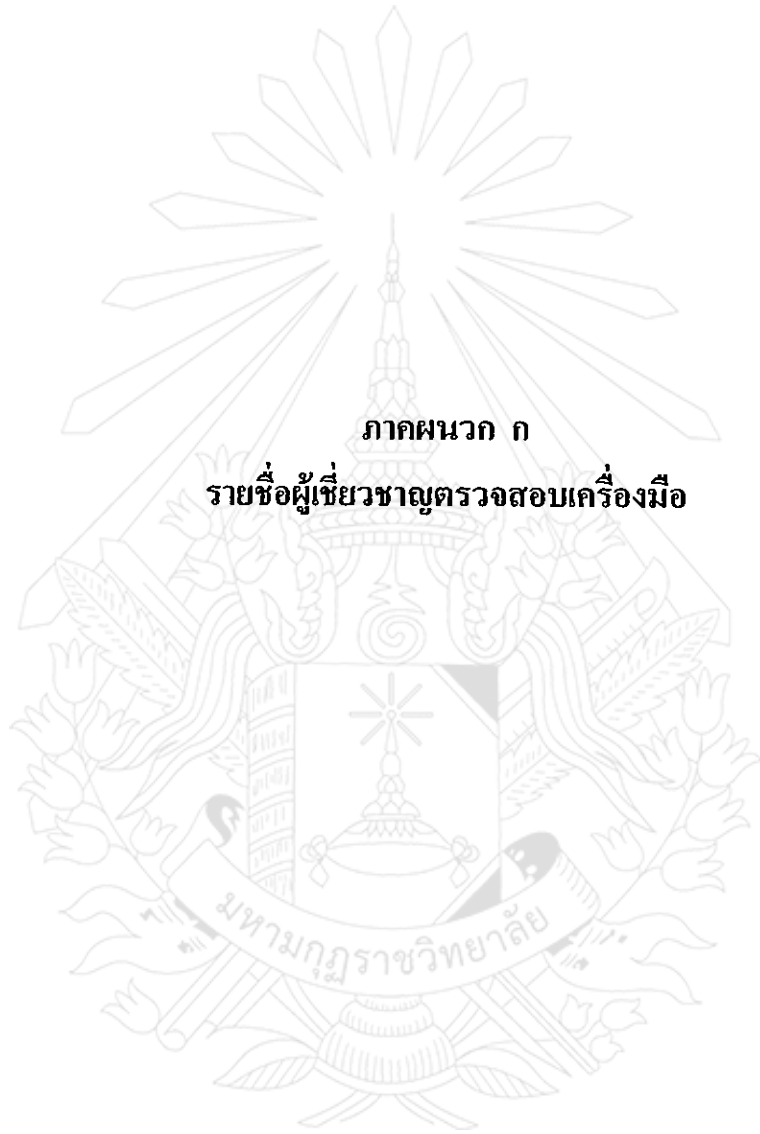 ภาคผนวก ก
รายชื่อผู้เชี่ยวชาญตรวจสอบเครื่องมือ
มหามกุฏราชวิทยาลัย